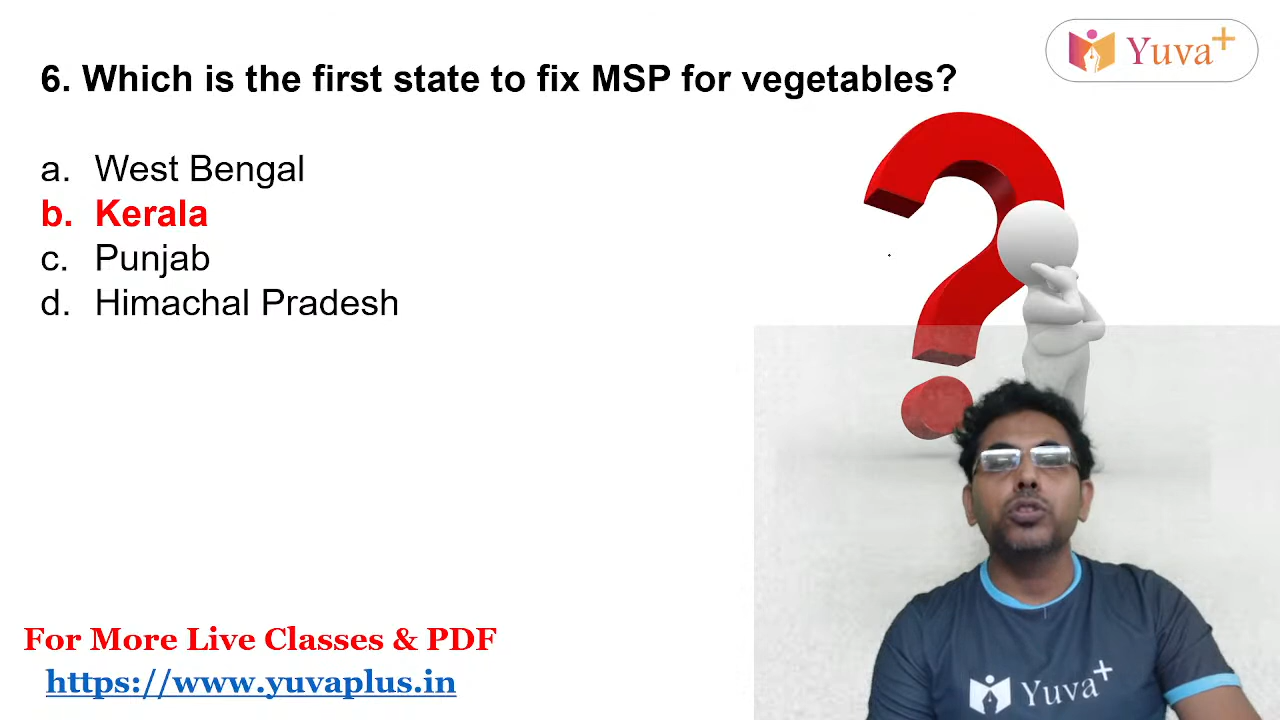 Yuva+
6. Which is the first state to fix MSP for vegetables?
a. West Bengal
b. Kerala
c. Punjab
d. Himachal Pradesh
For More Live Classes & PDF
https://www.yuvaplus.in
Yuva+